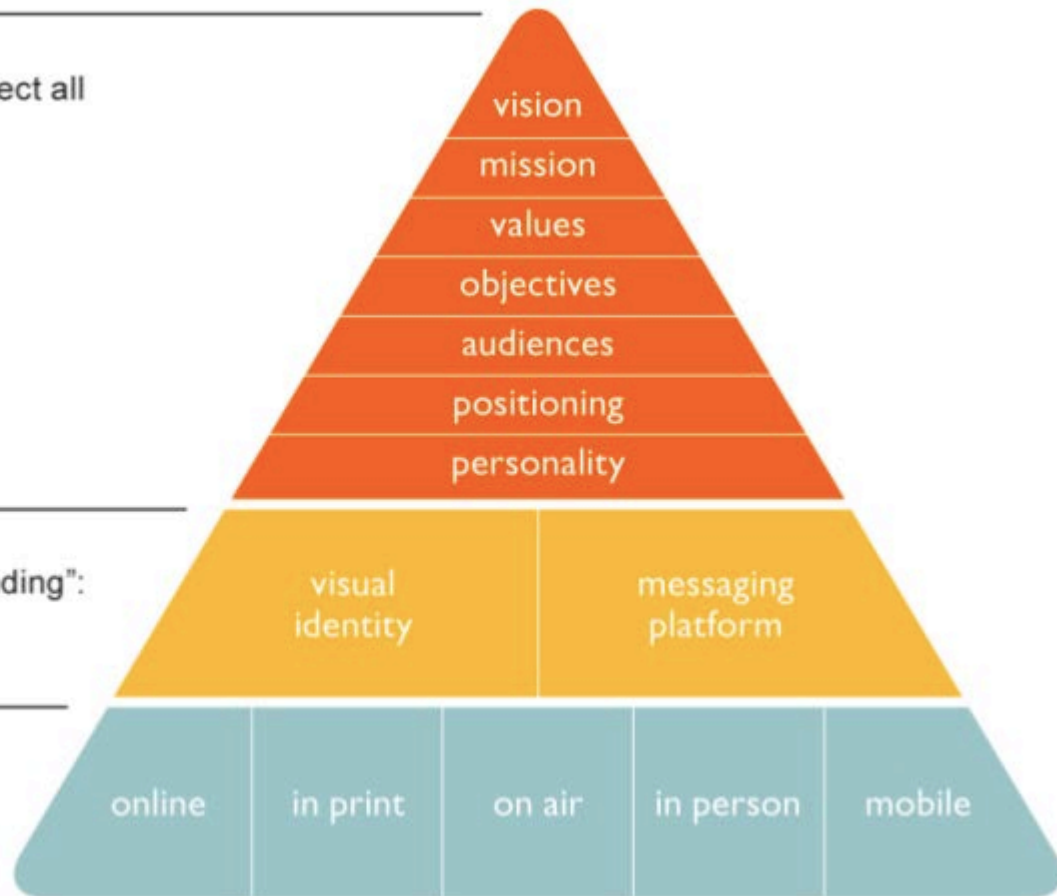 ect all
vision
mission
values
objectives
audiences
positioning
personality
nding":
visual
identity
messaging
platform
online
in print
on air
in person
mobile